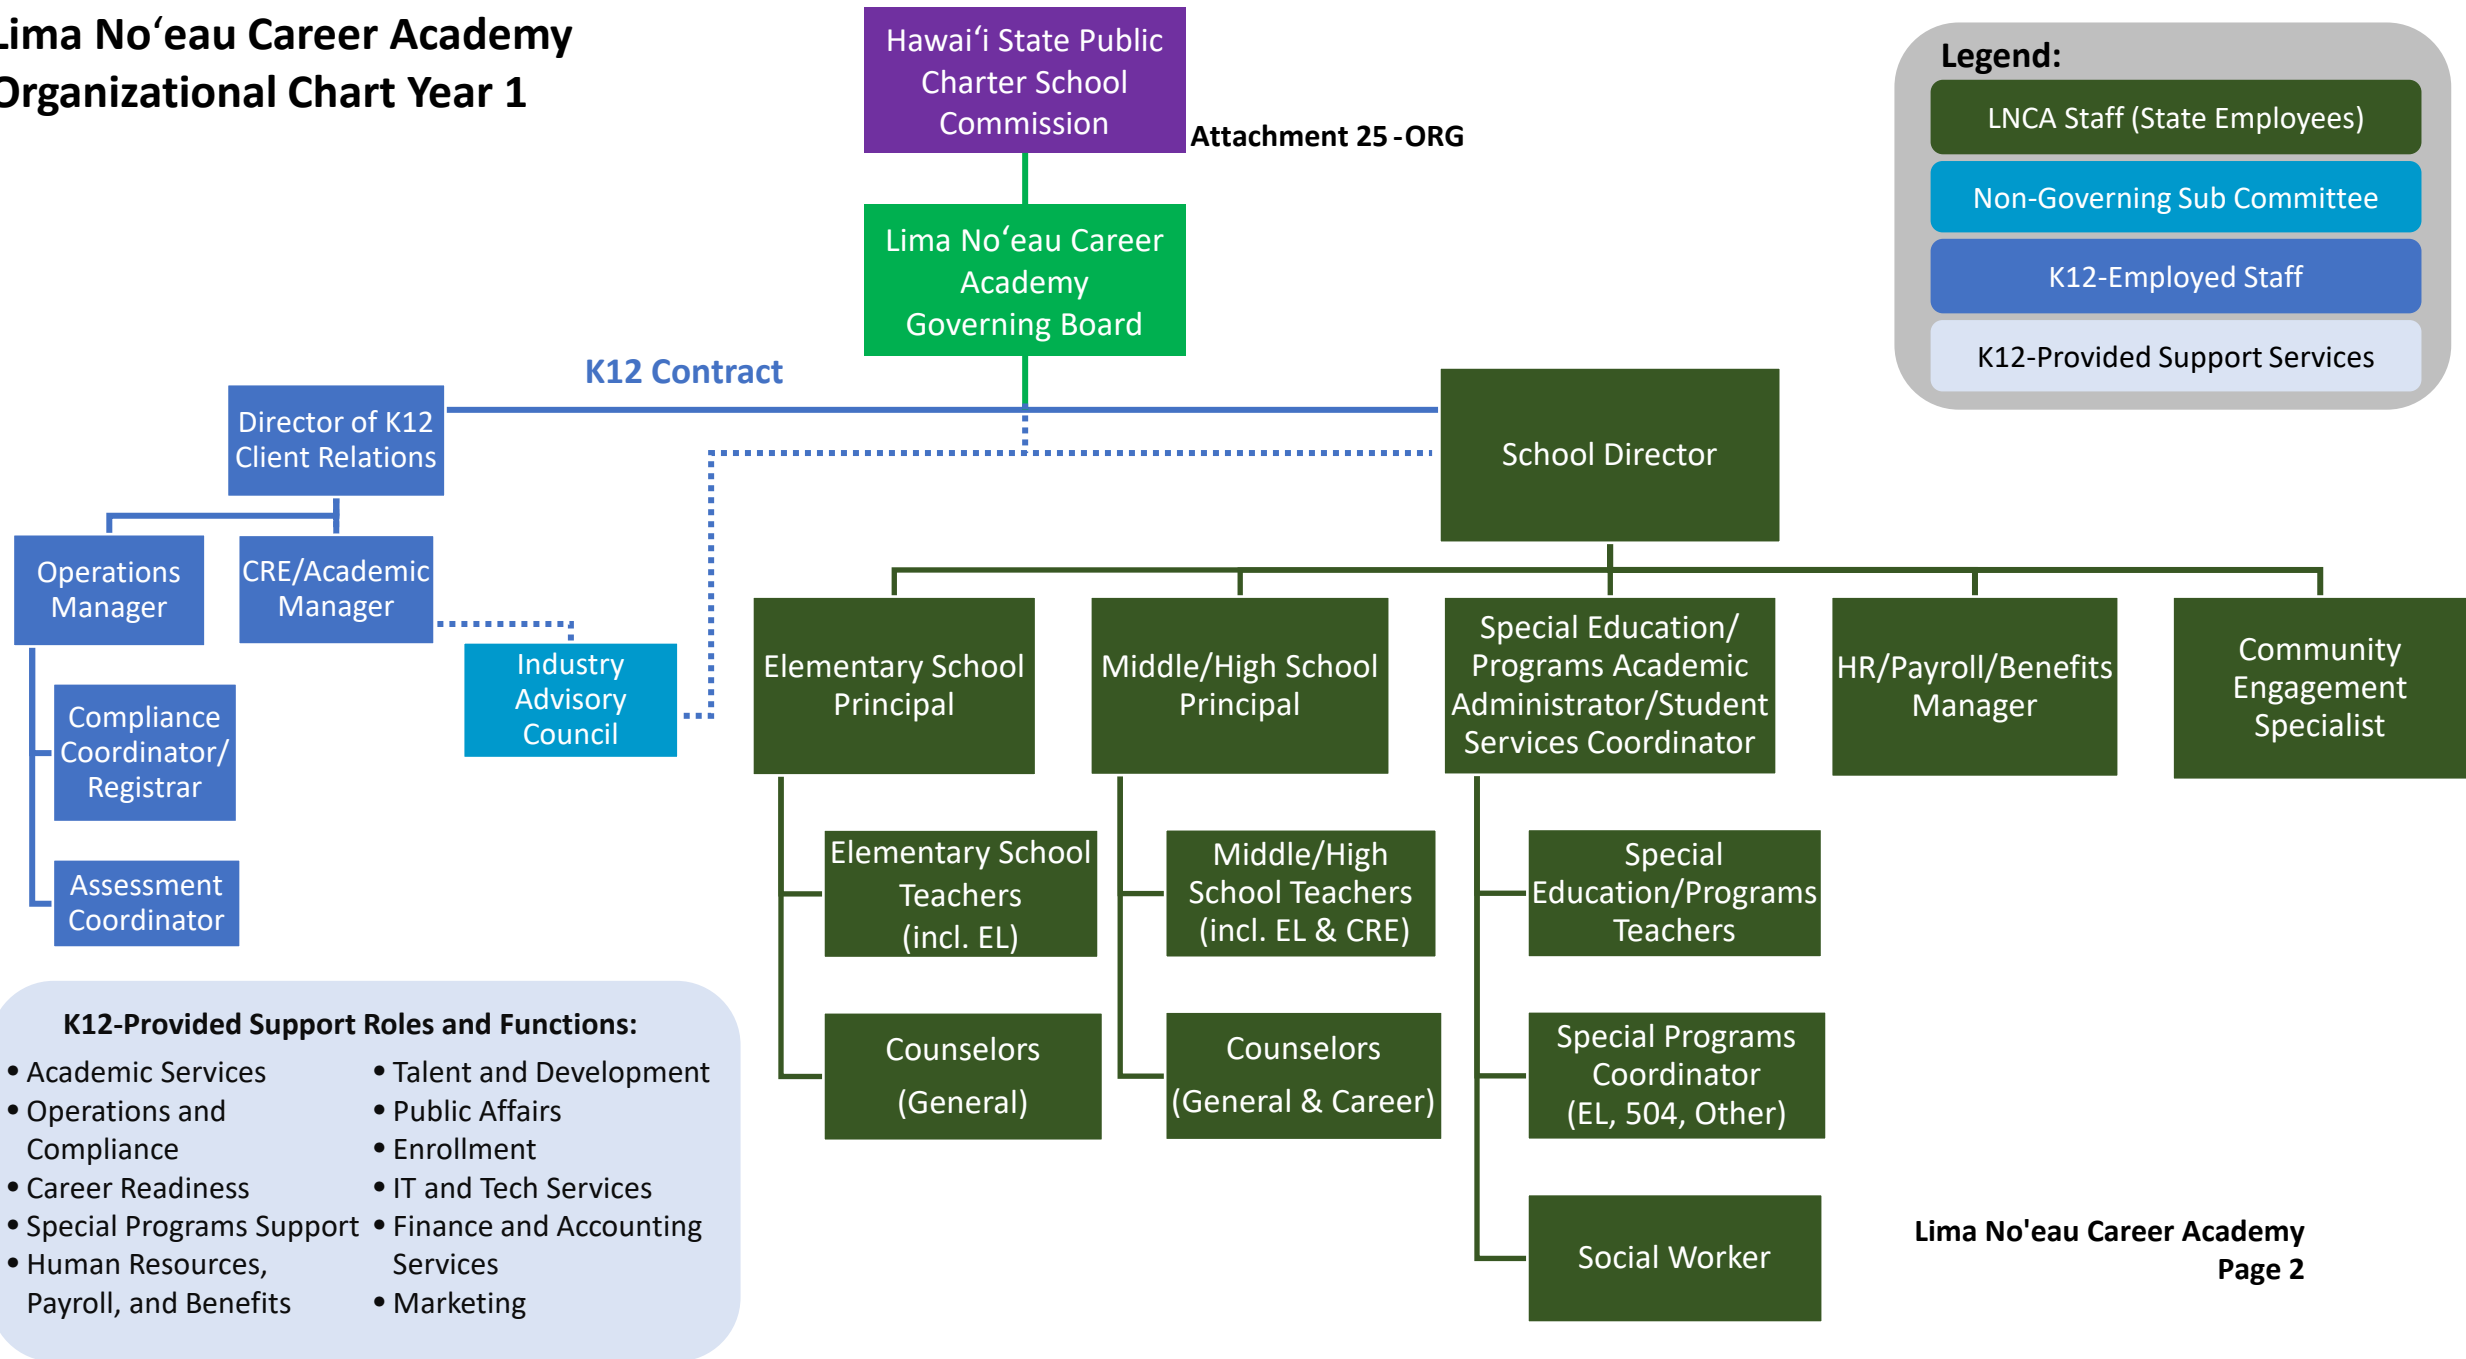 Lima Noʻeau Career Academy
Organizational Chart Year 1
Hawaiʻi State Public
Charter School
Commission
Attachment 25 -ORG
Legend:
LNCA Staff (State Employees)
Non-Governing Sub Committee
K12-Employed Staff
K12-Provided Support Services
Lima Noʻeau Career
Academy
Governing Board
K12 Contract
Director of K12
Client Relations
School Director
Operations
Manager
CRE/Academic
Manager
Industry
Advisory
Council
Compliance
Coordinator/
Registrar
Assessment
Coordinator
Elementary School
Principal
Middle/High School
Principal
Special Education/
Programs Academic
Administrator/Student
Services Coordinator
HR/Payroll/Benefits
Manager
Community
Engagement
Specialist
Elementary School
Teachers
(incl. EL)
Middle/High
School Teachers
(incl. EL & CRE)
Special
Education/Programs
Teachers
Counselors
(General)
Counselors
(General & Career)
Special Programs
Coordinator
(EL, 504, Other)
Social Worker
K12-Provided Support Roles and Functions:
• Academic Services
• Operations and
Compliance
• Career Readiness
• Special Programs Support
• Human Resources,
Payroll, and Benefits
• Talent and Development
• Public Affairs
• Enrollment
• IT and Tech Services
• Finance and Accounting
Services
• Marketing
Lima No'eau Career Academy
Page 2